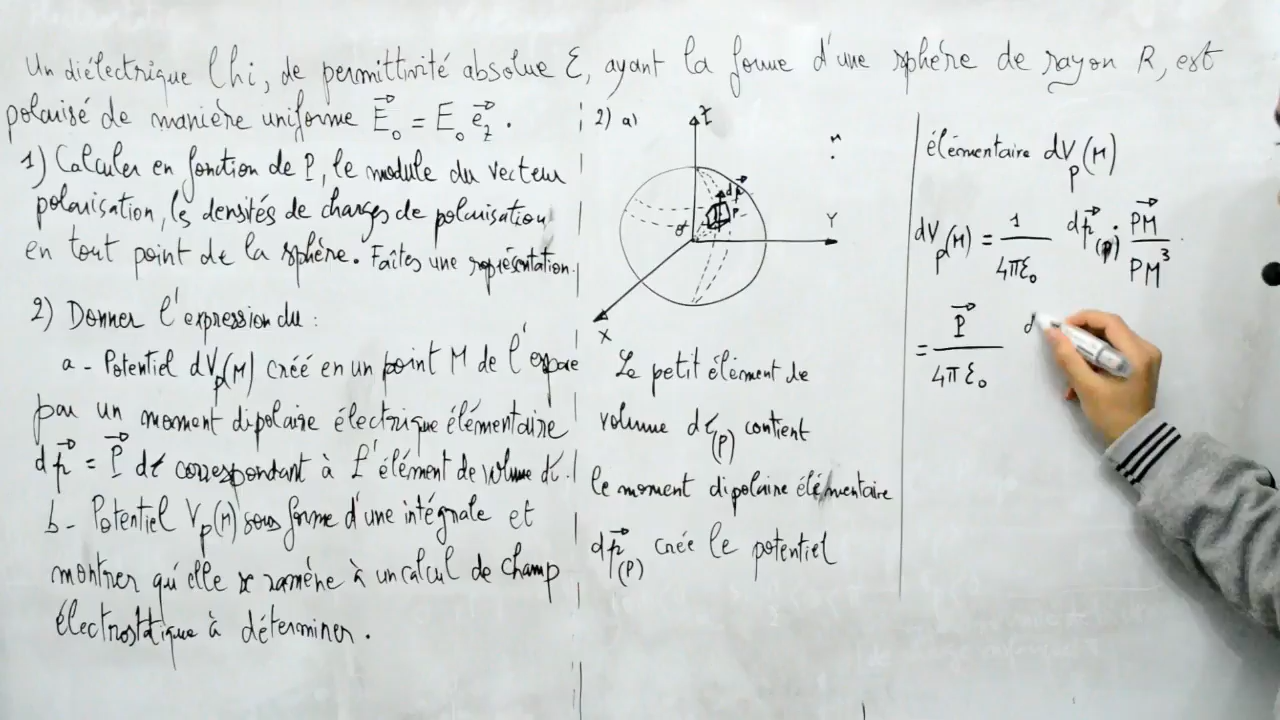 Un diélectrique lhi, de permittivité absolue ε, ayant la forme d'une sphère de rayon R, est
polarisé de manière uniforme E⃗₀ = E₀ e⃗z.
1) Calculer en fonction de P, le module du vecteur
polarisation, les densités de charges de polarisation
en tout point de la sphère. Faites une représentation.
2) Donner l'expression du :
a - Potentiel dVp(M) créé en un point M de l'espace
par un moment dipolaire électrique élémentaire
dp⃗ = P⃗ dτ correspondant à l'élément de volume dτ.
b - Potentiel Vp(M) sous forme d'une intégrale et
montrer qu'elle se ramène à un calcul de champ
électrostatique à déterminer.
2) a)
Z
M
dp⃗
P
Y
X
Le petit élément de
volume dτ(P) contient
le moment dipolaire élémentaire
dp⃗(P) crée le potentiel
élémentaire dVp(M)
dVp(M) = 1/4πε₀ dp⃗(P) . PM⃗/PM³
= P⃗/4πε₀ d